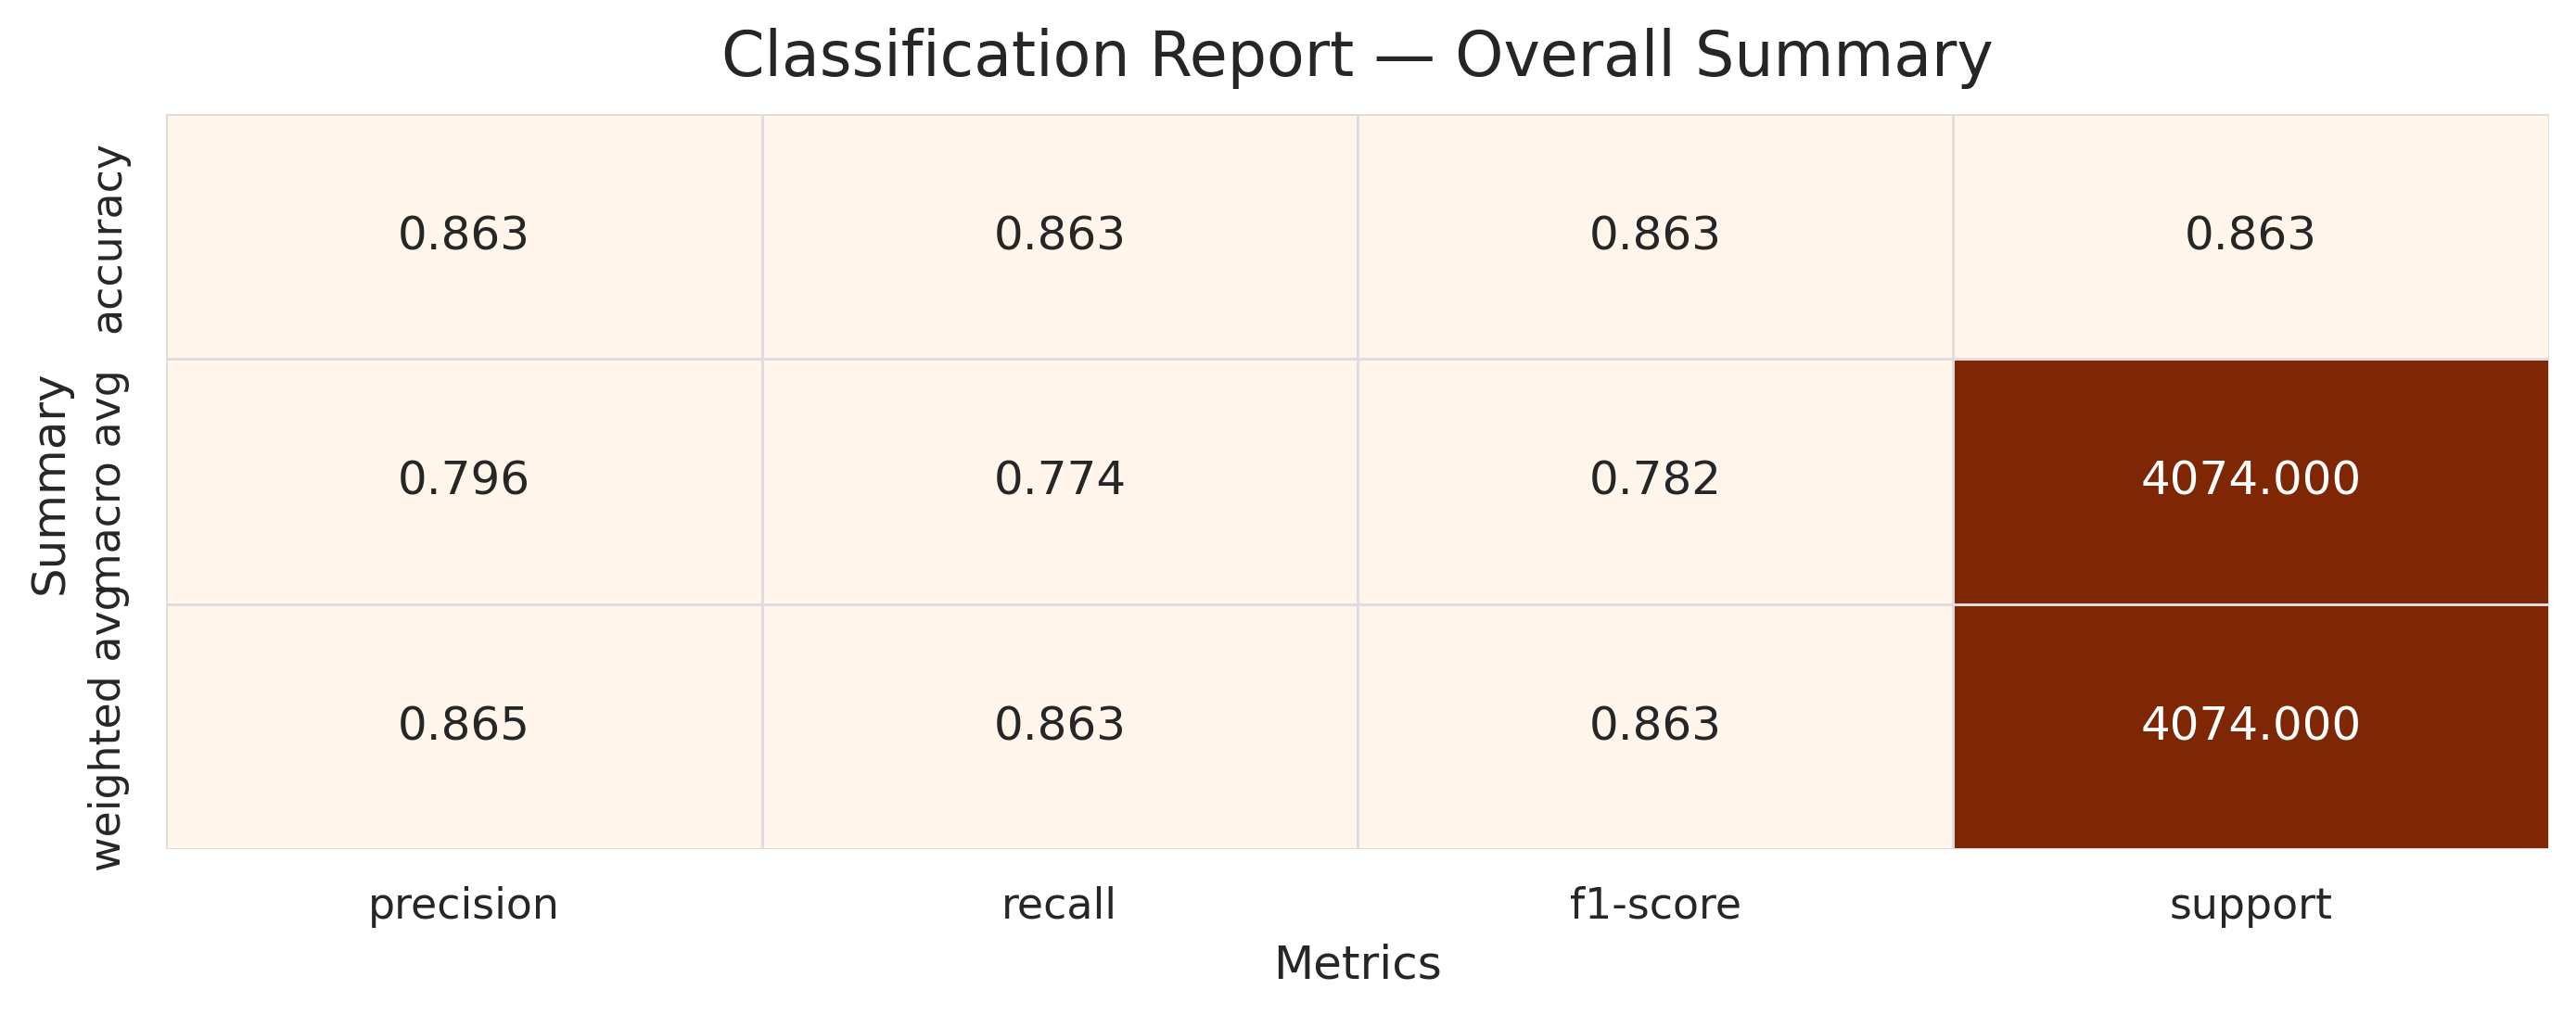 Classification Report — Overall Summary
Summary
accuracy 0.863 0.863 0.863 0.863
macro avg 0.796 0.774 0.782 4074.000
weighted avg 0.865 0.863 0.863 4074.000
precision recall f1-score support
Metrics